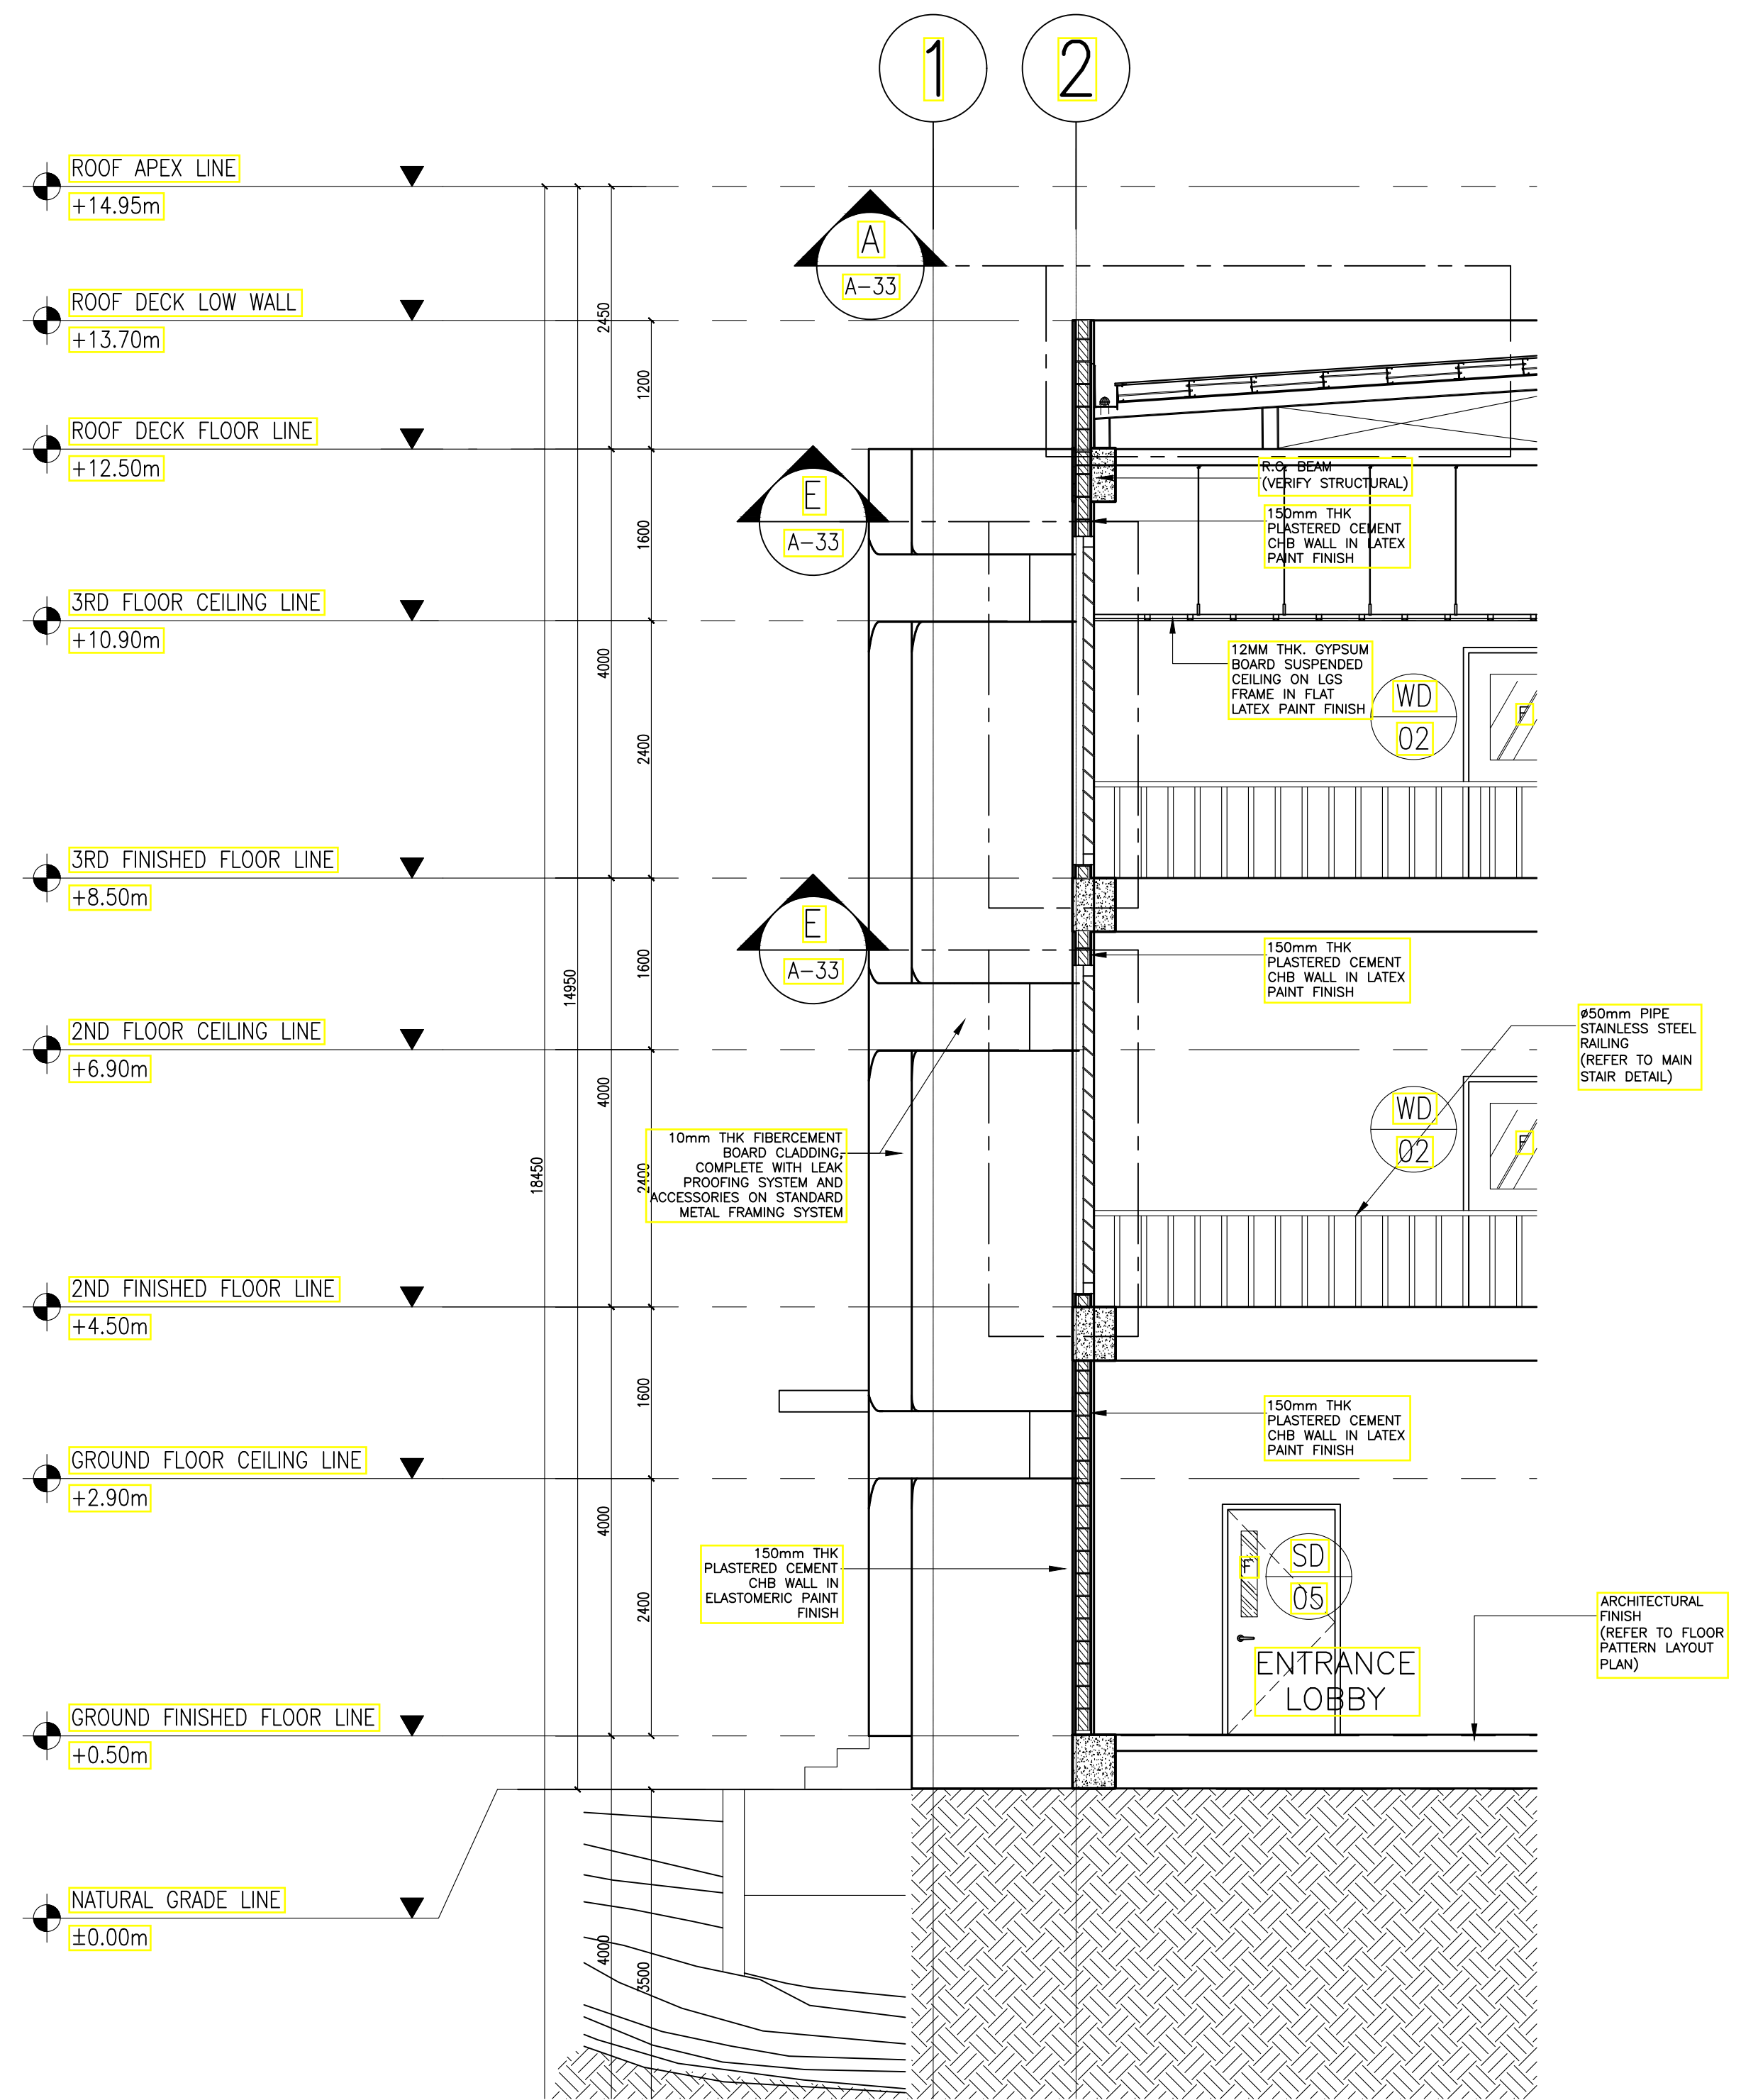 1
2
ROOF APEX LINE
+14.95m
A
A-33
ROOF DECK LOW WALL
+13.70m
2450
1200
ROOF DECK FLOOR LINE
+12.50m
R.C. BEAM
(VERIFY STRUCTURAL)
E
A-33
1600
150mm THK
PLASTERED CEMENT
CHB WALL IN LATEX
PAINT FINISH
3RD FLOOR CEILING LINE
+10.90m
4000
2400
12MM THK. GYPSUM
BOARD SUSPENDED
CEILING ON LGS
FRAME IN FLAT
LATEX PAINT FINISH
WD
02
F
3RD FINISHED FLOOR LINE
+8.50m
E
A-33
14950
1600
150mm THK
PLASTERED CEMENT
CHB WALL IN LATEX
PAINT FINISH
2ND FLOOR CEILING LINE
+6.90m
ø50mm PIPE
STAINLESS STEEL
RAILING
(REFER TO MAIN
STAIR DETAIL)
4000
18450
2400
10mm THK FIBERCEMENT
BOARD CLADDING,
COMPLETE WITH LEAK
PROOFING SYSTEM AND
ACCESSORIES ON STANDARD
METAL FRAMING SYSTEM
WD
02
F
2ND FINISHED FLOOR LINE
+4.50m
1600
150mm THK
PLASTERED CEMENT
CHB WALL IN LATEX
PAINT FINISH
GROUND FLOOR CEILING LINE
+2.90m
4000
2400
150mm THK
PLASTERED CEMENT
CHB WALL IN
ELASTOMERIC PAINT
FINISH
F
SD
05
ENTRANCE
LOBBY
ARCHITECTURAL
FINISH
(REFER TO FLOOR
PATTERN LAYOUT
PLAN)
GROUND FINISHED FLOOR LINE
+0.50m
NATURAL GRADE LINE
±0.00m
4000
3500